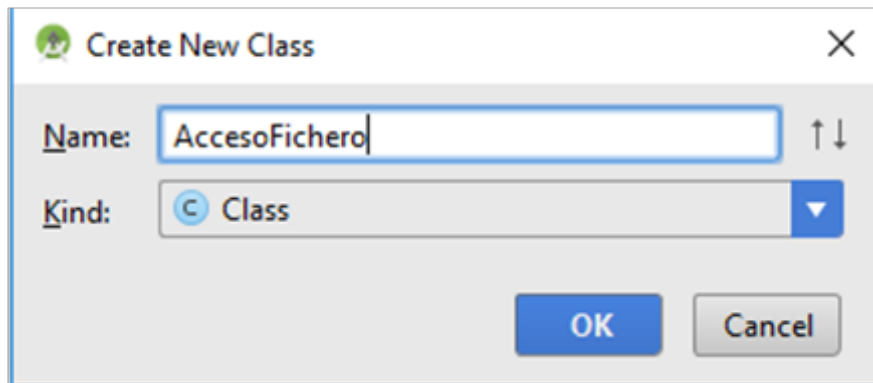 Create New Class
Name: AccesoFichero
Kind: C Class
OK Cancel